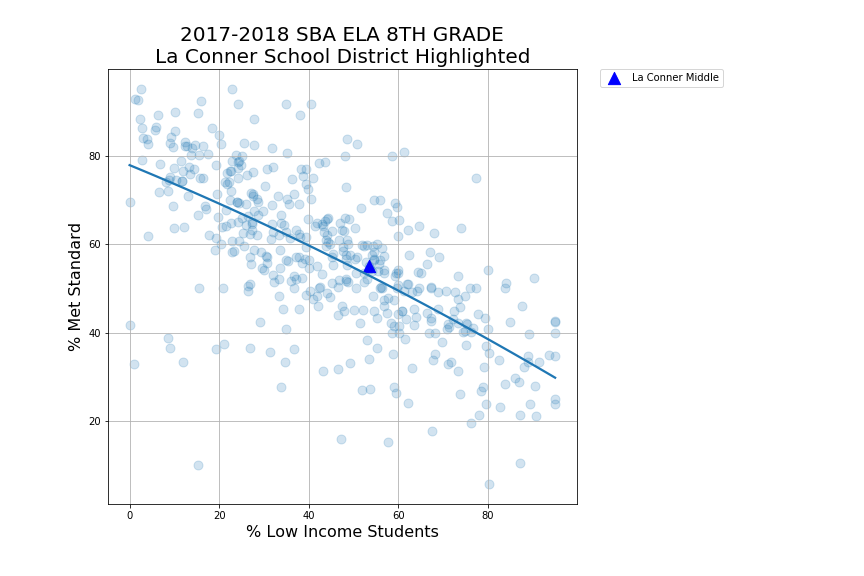 2017-2018 SBA ELA 8TH GRADE
La Conner School District Highlighted
La Conner Middle
% Met Standard
80
60
40
20
0
20
40
60
80
% Low Income Students